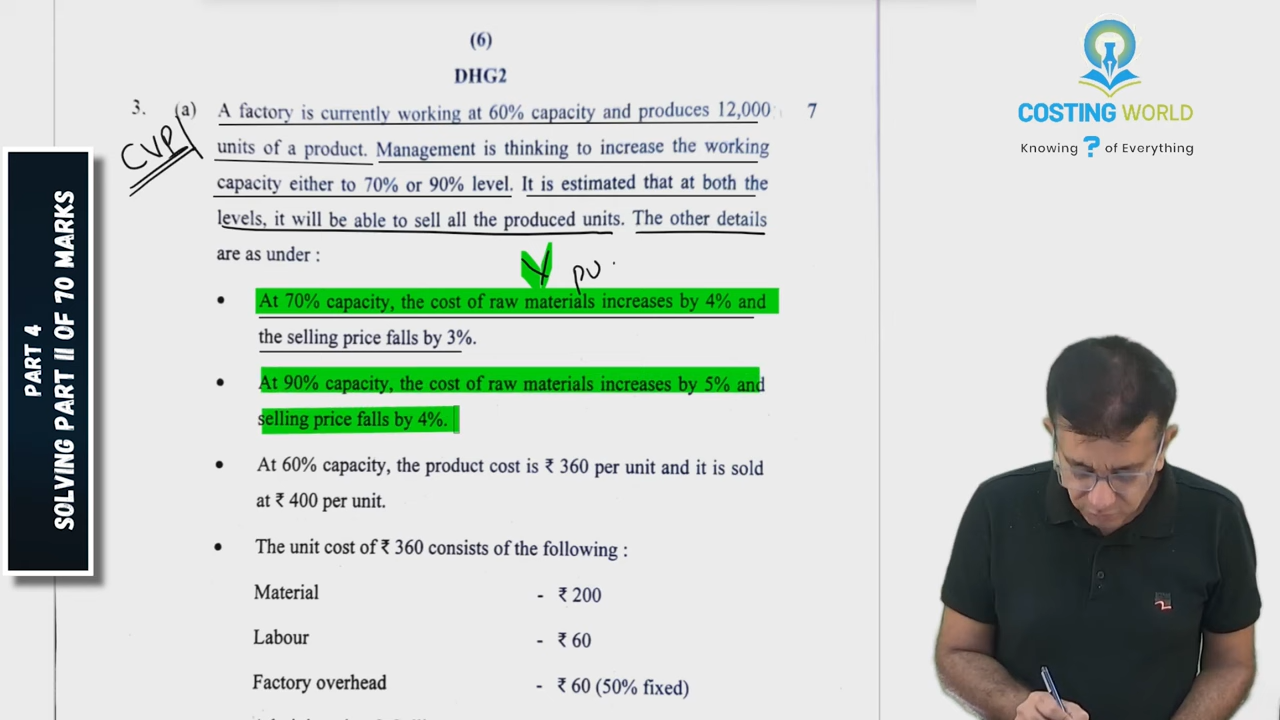 (6)
DHG2
3. (a) A factory is currently working at 60% capacity and produces 12,000 7
units of a product. Management is thinking to increase the working
capacity either to 70% or 90% level. It is estimated that at both the
levels, it will be able to sell all the produced units. The other details
are as under :
CVP
PU
• At 70% capacity, the cost of raw materials increases by 4% and
the selling price falls by 3%.
• At 90% capacity, the cost of raw materials increases by 5% and
selling price falls by 4%.
• At 60% capacity, the product cost is ₹ 360 per unit and it is sold
at ₹ 400 per unit.
• The unit cost of ₹ 360 consists of the following :
Material - ₹ 200
Labour - ₹ 60
Factory overhead - ₹ 60 (50% fixed)
PART 4
SOLVING PART II OF 70 MARKS
COSTING WORLD
Knowing ? of Everything